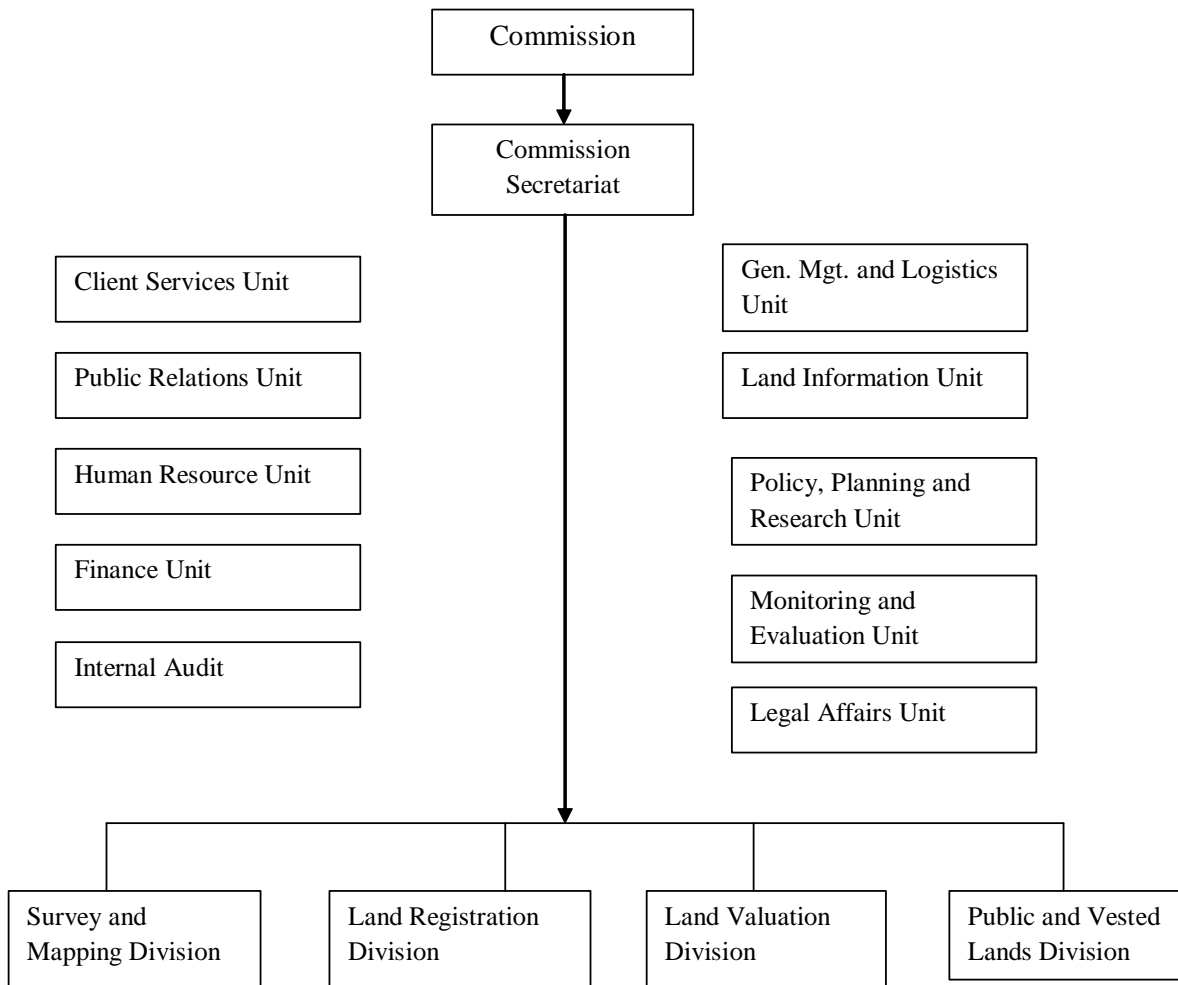 Commission
Commission
Secretariat
Client Services Unit
Gen. Mgt. and Logistics
Unit
Public Relations Unit
Land Information Unit
Human Resource Unit
Policy, Planning and
Research Unit
Finance Unit
Monitoring and
Evaluation Unit
Internal Audit
Legal Affairs Unit
Survey and
Mapping Division
Land Registration
Division
Land Valuation
Division
Public and Vested
Lands Division